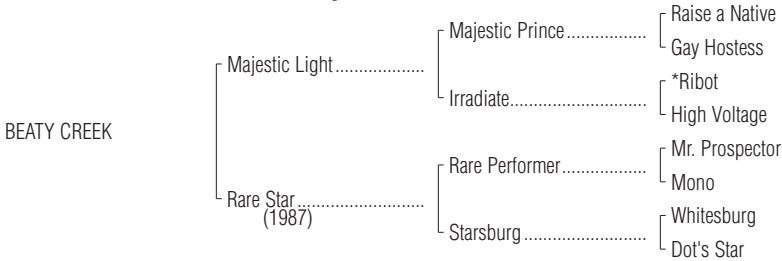 Raise a Native
Majestic Prince.................
Gay Hostess
Majestic Light...................
*Ribot
Irradiate.............................
High Voltage
BEATY CREEK
Mr. Prospector
Rare Performer..................
Mono
Rare Star...........................
(1987)
Whitesburg
Starsburg ..........................
Dot's Star